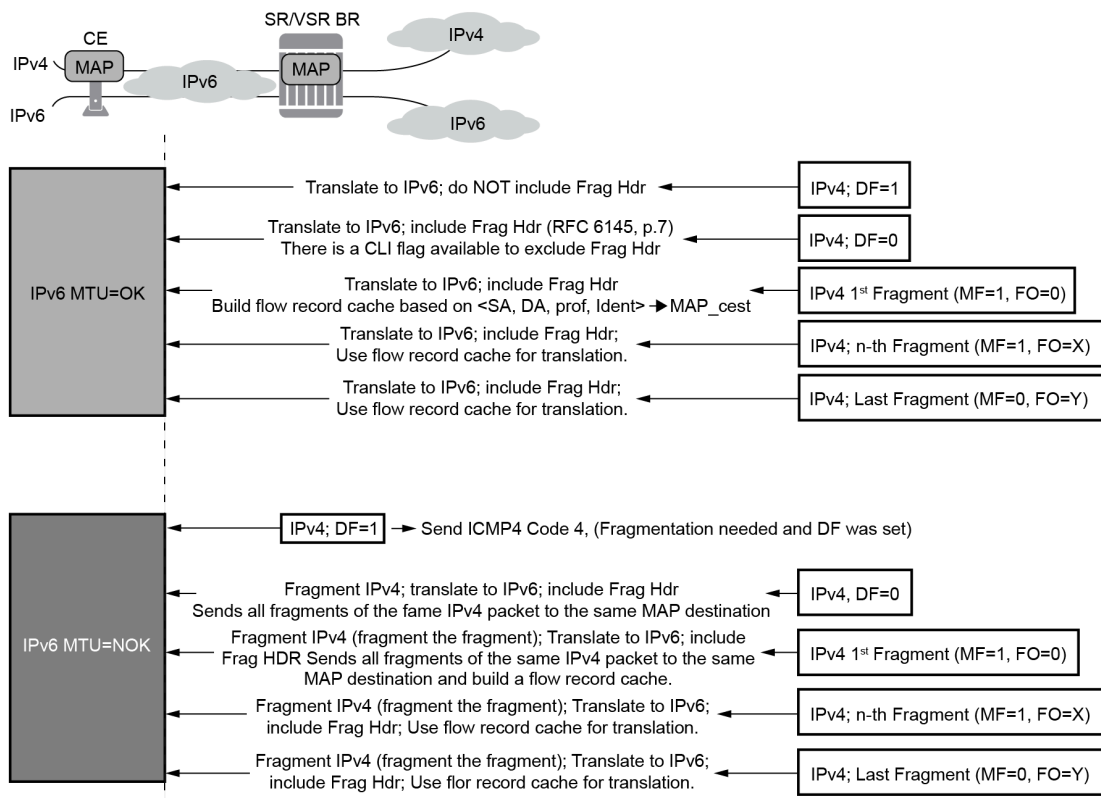 SR/VSR BR
CE
IPv4
MAP
MAP
IPv4
IPv6
IPv6
IPv6
Translate to IPv6; do NOT include Frag Hdr
IPv4; DF=1
Translate to IPv6; include Frag Hdr (RFC 6145, p.7)
There is a CLI flag available to exclude Frag Hdr
IPv4; DF=0
IPv6 MTU=OK
Translate to IPv6; include Frag Hdr
Build flow record cache based on <SA, DA, prof, Ident> → MAP_cest
IPv4 1st Fragment (MF=1, FO=0)
Translate to IPv6; include Frag Hdr;
Use flow record cache for translation.
IPv4; n-th Fragment (MF=1, FO=X)
Translate to IPv6; include Frag Hdr;
Use flow record cache for translation.
IPv4; Last Fragment (MF=0, FO=Y)
IPv4; DF=1
Send ICMP4 Code 4, (Fragmentation needed and DF was set)
Fragment IPv4; translate to IPv6; include Frag Hdr
Sends all fragments of the fame IPv4 packet to the same MAP destination
IPv4, DF=0
IPv6 MTU=NOK
Fragment IPv4 (fragment the fragment); Translate to IPv6; include
Frag HDR Sends all fragments of the same IPv4 packet to the same
MAP destination and build a flow record cache.
IPv4 1st Fragment (MF=1, FO=0)
Fragment IPv4 (fragment the fragment); Translate to IPv6;
include Frag Hdr; Use flow record cache for translation.
IPv4; n-th Fragment (MF=1, FO=X)
Fragment IPv4 (fragment the fragment); Translate to IPv6;
include Frag Hdr; Use flor record cache for translation.
IPv4; Last Fragment (MF=0, FO=Y)